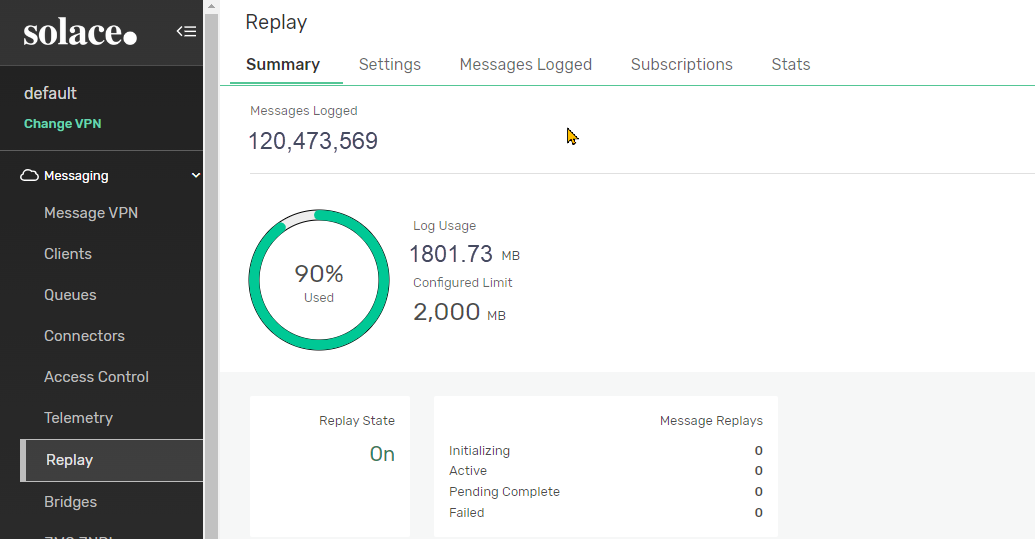 solace.
default
Change VPN
Messaging
Message VPN
Clients
Queues
Connectors
Access Control
Telemetry
Replay
Bridges
Replay
Summary Settings Messages Logged Subscriptions Stats
Messages Logged
120,473,569
90%
Used
Log Usage
1801.73 MB
Configured Limit
2,000 MB
Replay State
On
Message Replays
Initializing 0
Active 0
Pending Complete 0
Failed 0